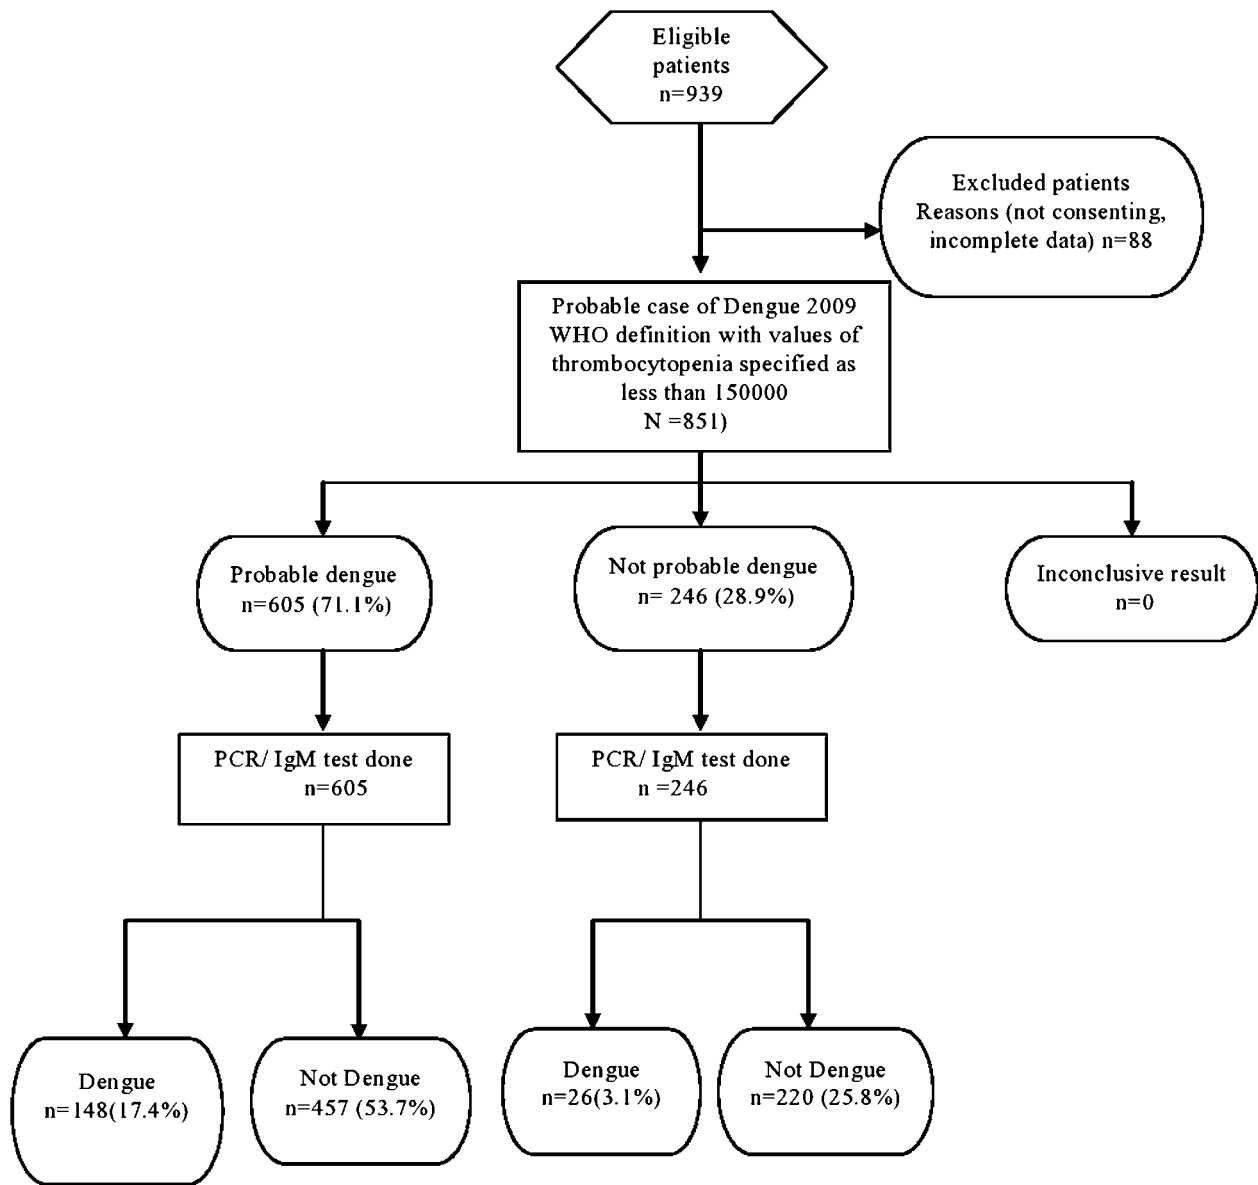 Eligible
patients
n=939
Excluded patients
Reasons (not consenting,
incomplete data) n=88
Probable case of Dengue 2009
WHO definition with values of
thrombocytopenia specified as
less than 150000
N =851)
Probable dengue
n=605 (71.1%)
Not probable dengue
n= 246 (28.9%)
Inconclusive result
n=0
PCR/ IgM test done
n=605
PCR/ IgM test done
n =246
Dengue
n=148(17.4%)
Not Dengue
n=457 (53.7%)
Dengue
n=26(3.1%)
Not Dengue
n=220 (25.8%)